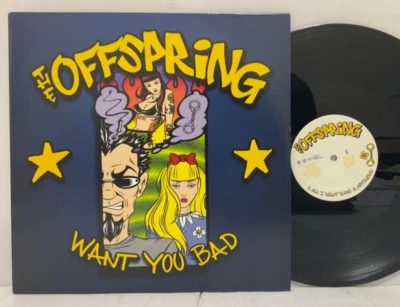 THE OFFSPRING
WANT YOU BAD
THE OFFSPRING